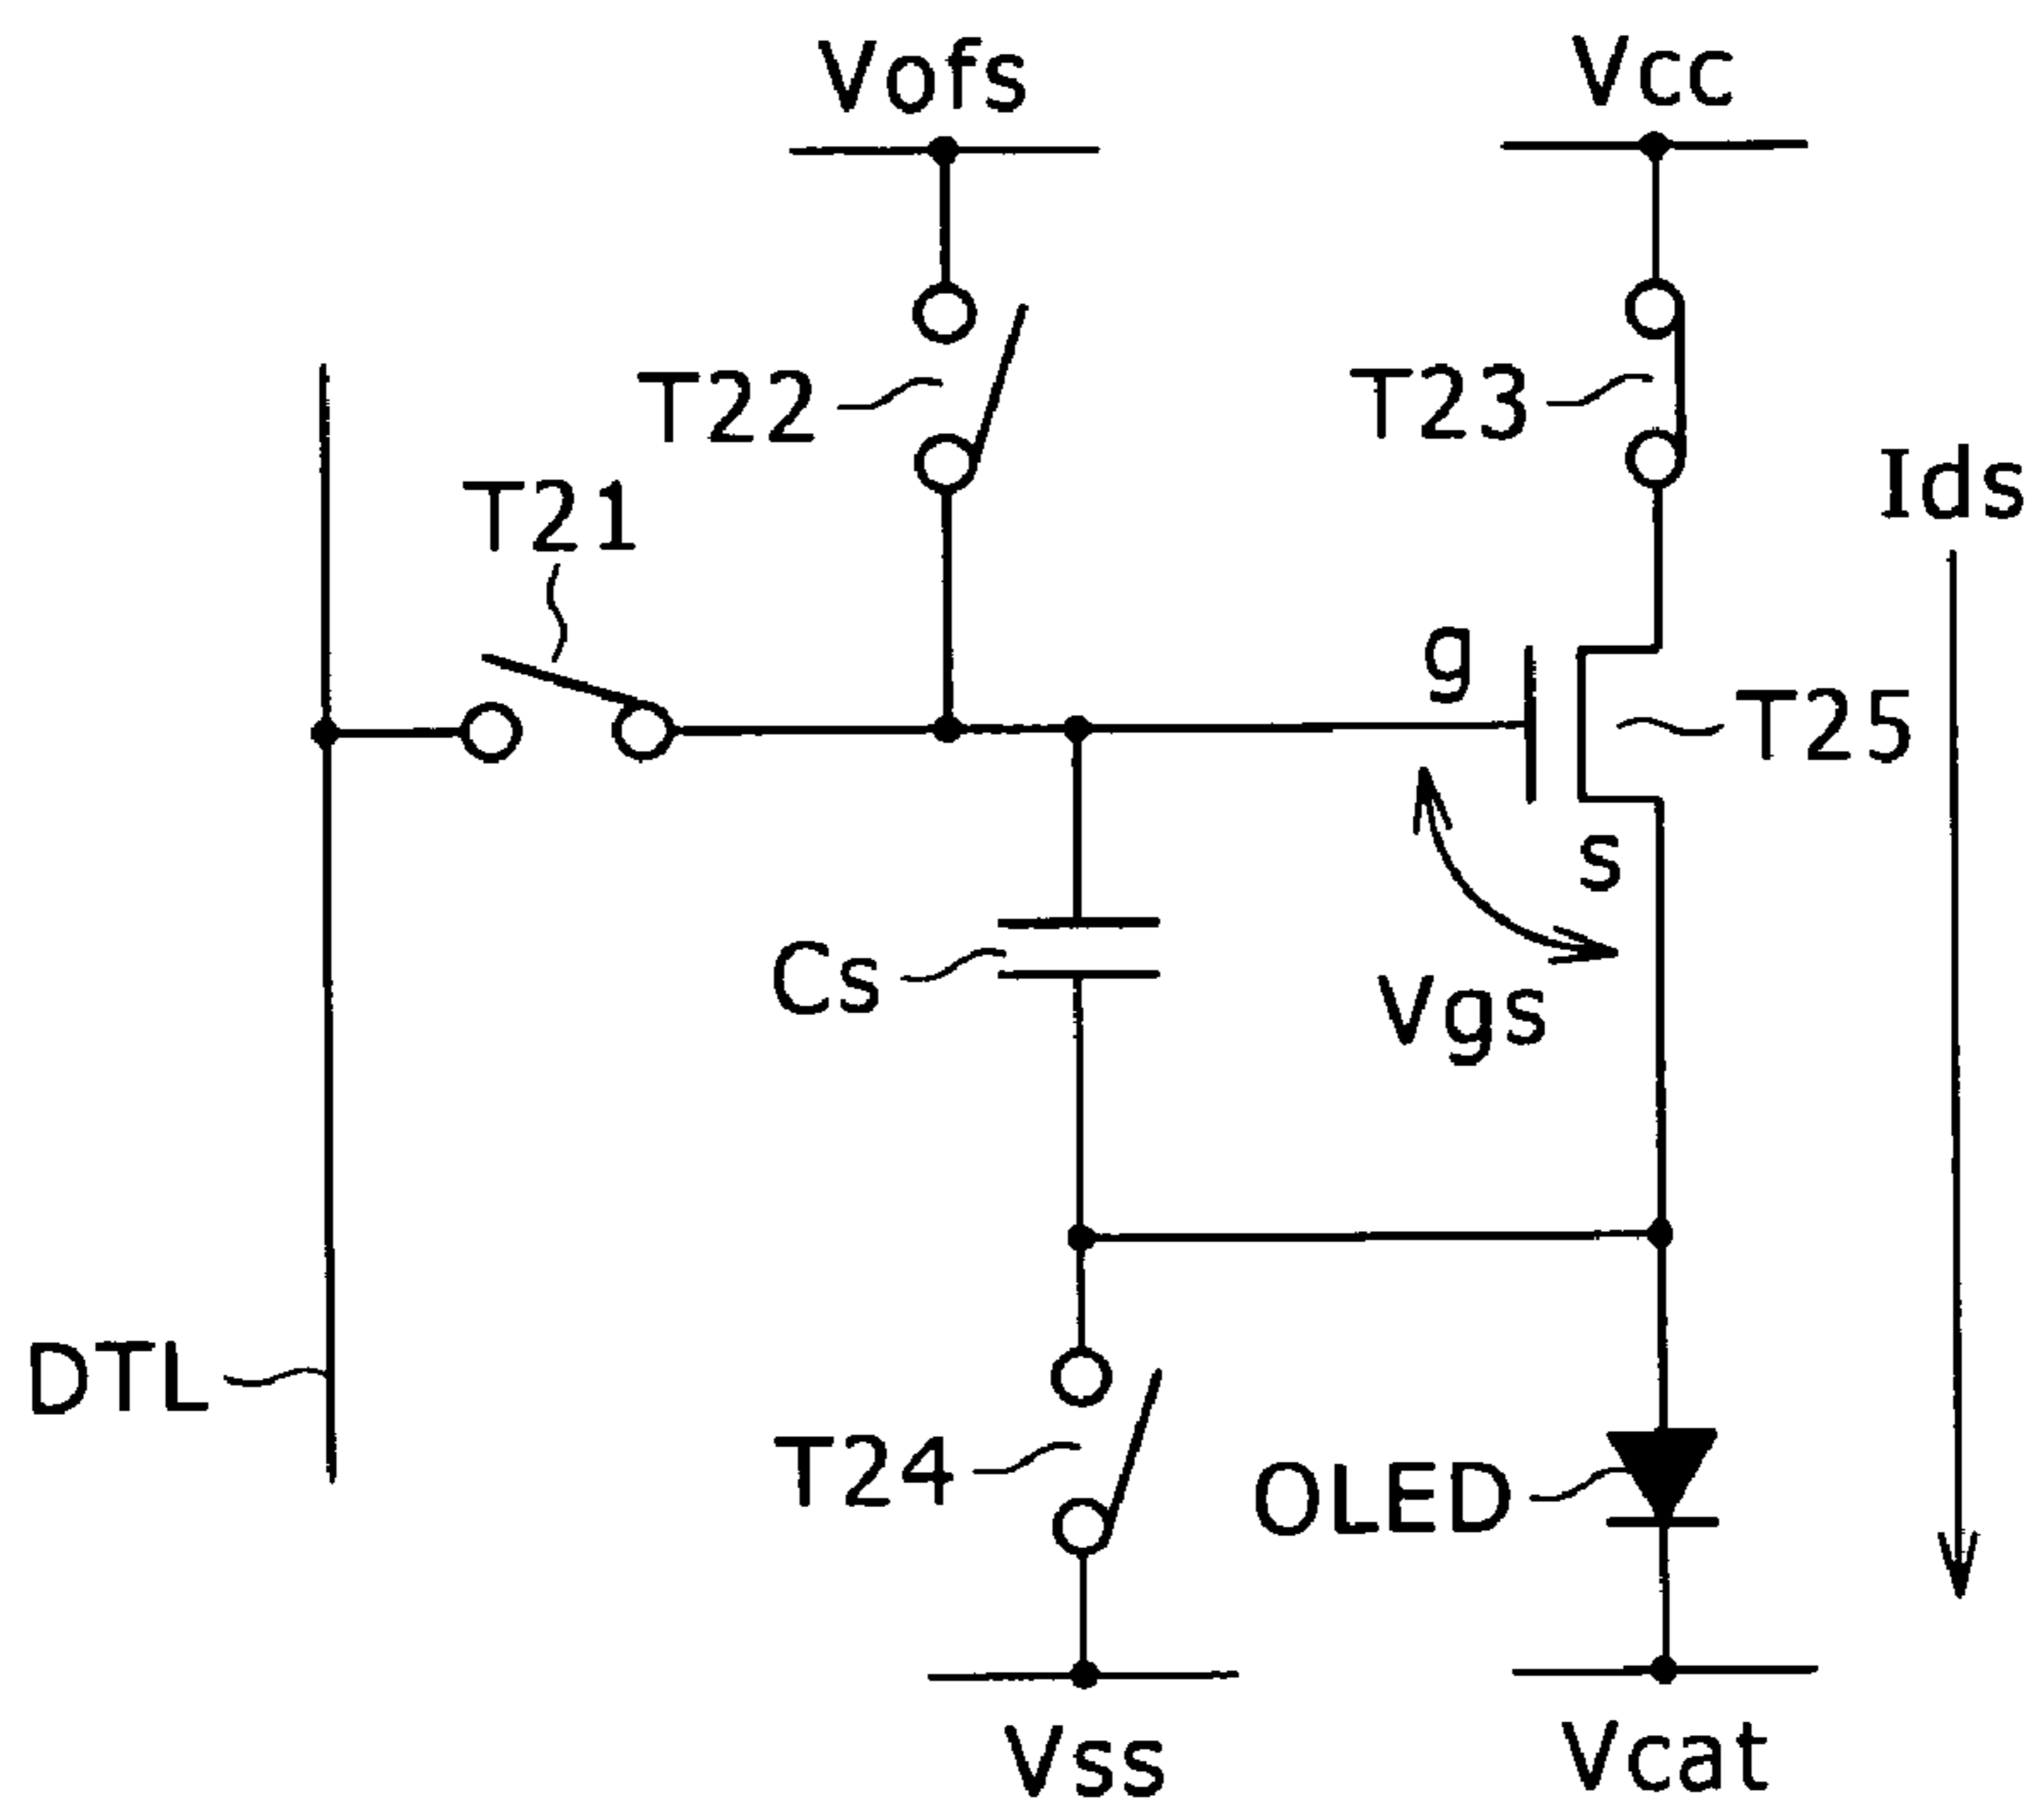 Vofs
Vcc
T22
T23
Ids
T21
g
T25
s
Cs
Vgs
DTL
T24
OLED
Vss
Vcat